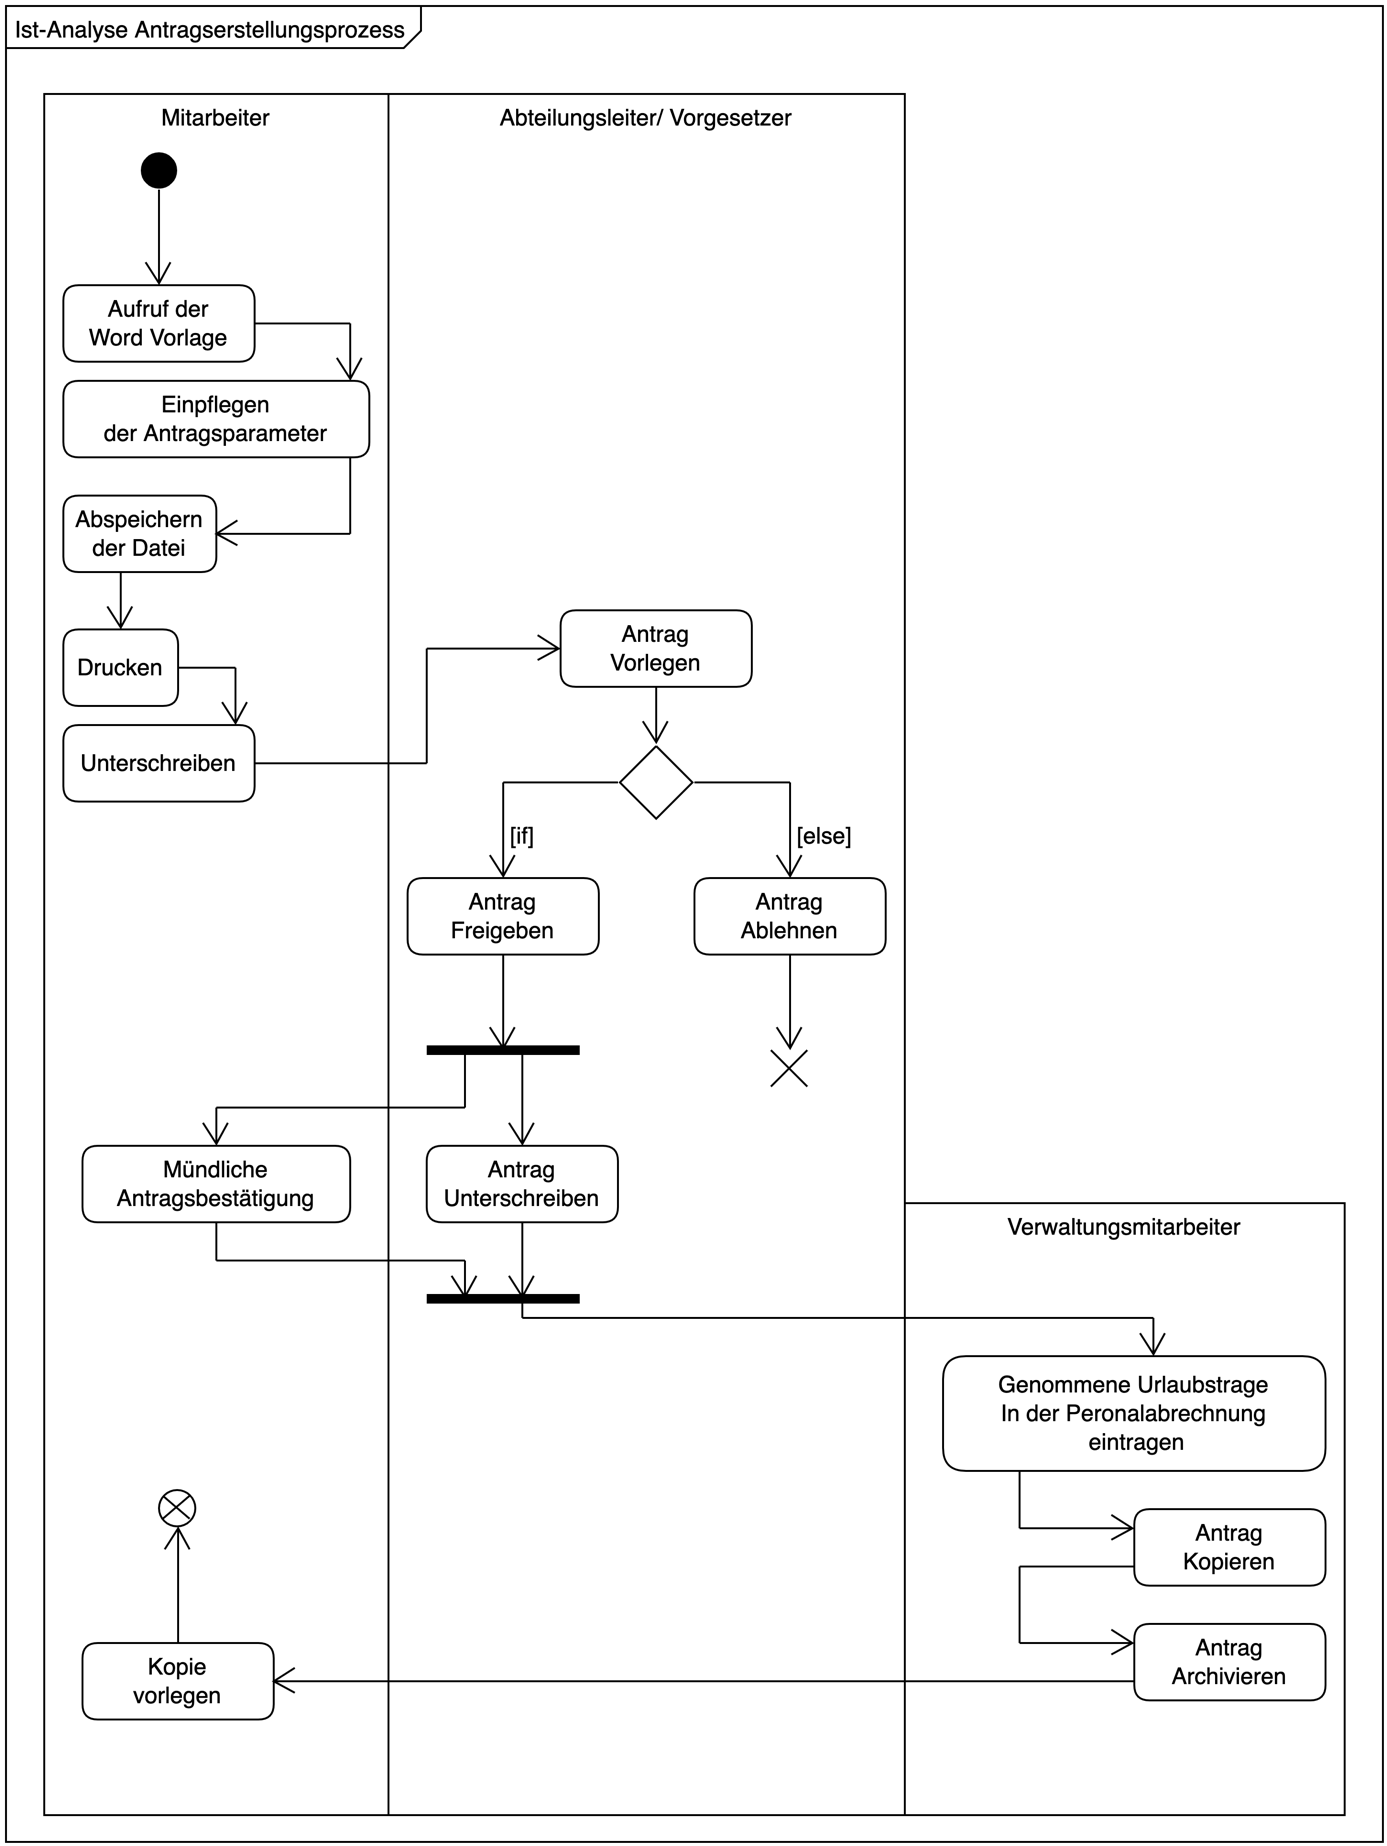 Ist-Analyse Antragserstellungsprozess
Mitarbeiter
Abteilungsleiter/ Vorgesetzer
Aufruf der
Word Vorlage
Einpflegen
der Antragsparameter
Abspeichern
der Datei
Drucken
Unterschreiben
Antrag
Vorlegen
[if]
[else]
Antrag
Freigeben
Antrag
Ablehnen
Mündliche
Antragsbestätigung
Antrag
Unterschreiben
Verwaltungsmitarbeiter
Genommene Urlaubstrage
In der Peronalabrechnung
eintragen
Antrag
Kopieren
Antrag
Archivieren
Kopie
vorlegen